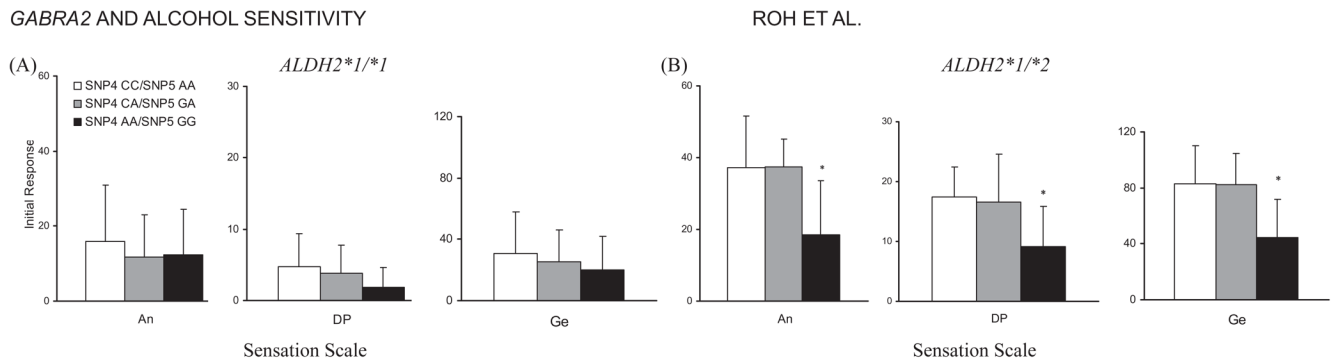 GABRA2 AND ALCOHOL SENSITIVITY
ROH ET AL.
(A)
ALDH2*1/*1
SNP4 CC/SNP5 AA
SNP4 CA/SNP5 GA
SNP4 AA/SNP5 GG
Initial Response
60
40
20
0
An
30
20
10
0
DP
120
80
40
0
Ge
Sensation Scale
(B)
ALDH2*1/*2
60
40
20
0
*
An
30
20
10
0
*
DP
120
80
40
0
*
Ge
Sensation Scale